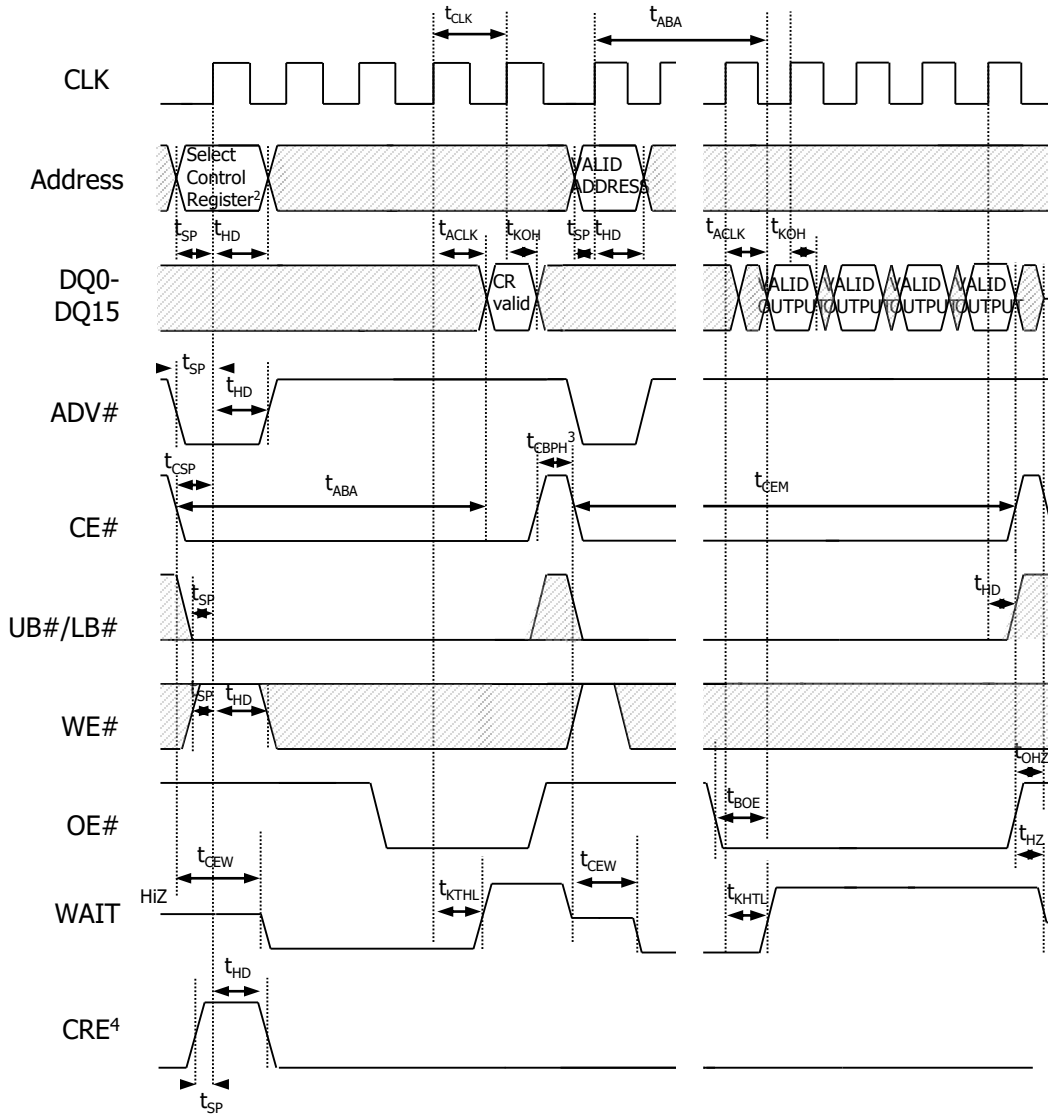 tCLK
tABA
CLK
Address
Select
Control
Register²
VALID
ADDRESS
tSP
tHD
tACLK
tKOH
tSP
tHD
tACLK
tKOH
DQ0-
DQ15
CR
valid
VALID
OUTPUT
VALID
OUTPUT
VALID
OUTPUT
VALID
OUTPUT
tSP
tHD
ADV#
tCBPH³
tCSP
tABA
tCEM
CE#
tSP
tHD
UB#/LB#
tSP
tHD
WE#
tOHZ
tBOE
OE#
tHZ
tCEW
tCEW
HiZ
WAIT
tKTHL
tKHTL
tHD
CRE⁴
tSP